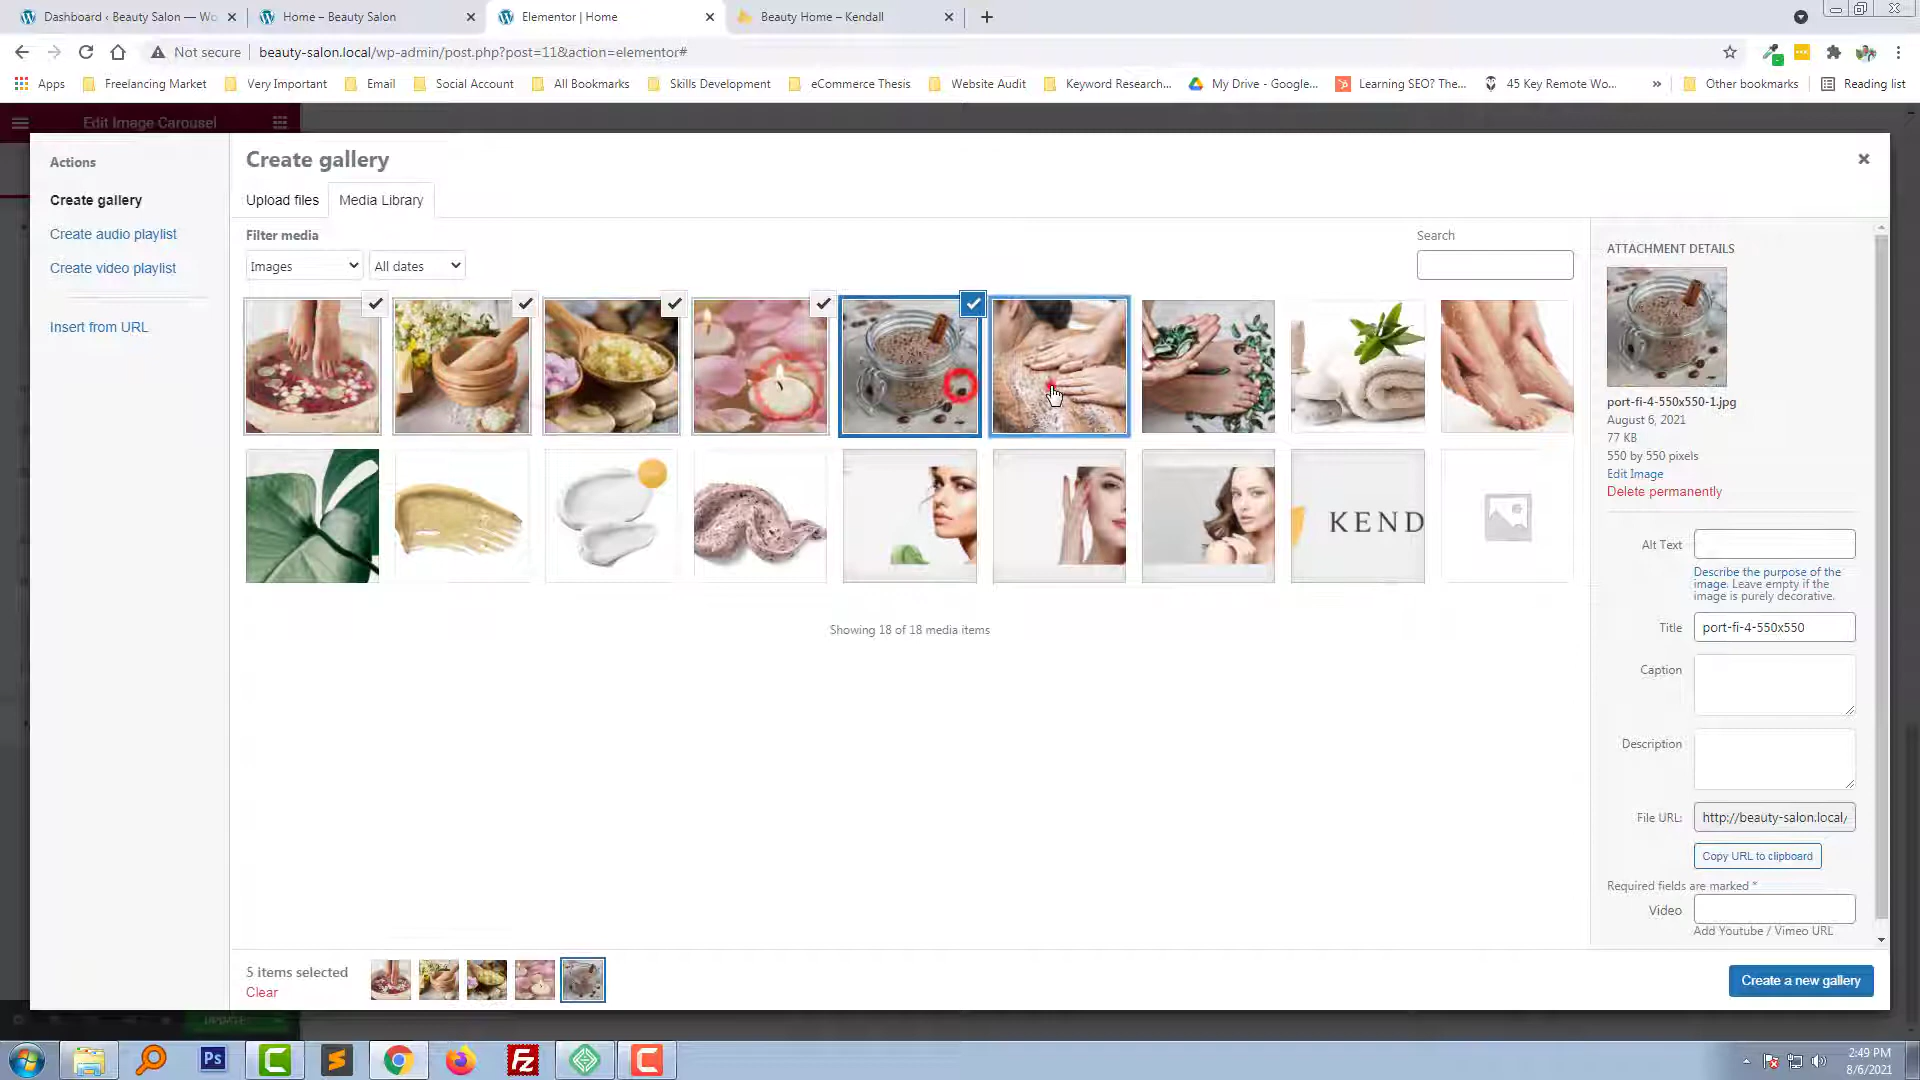 Dashboard ‹ Beauty Salon — Wo
Home – Beauty Salon
Elementor | Home
Beauty Home – Kendall
Not secure
beauty-salon.local/wp-admin/post.php?post=11&action=elementor#
Apps
Freelancing Market
Very Important
Email
Social Account
All Bookmarks
Skills Development
eCommerce Thesis
Website Audit
Keyword Research...
My Drive - Google...
Learning SEO? The...
45 Key Remote Wo...
Other bookmarks
Reading list
Edit Image Carousel
Actions
Create gallery
Create audio playlist
Create video playlist
Insert from URL
Create gallery
Upload files
Media Library
Filter media
Images
All dates
Search
KEND
Showing 18 of 18 media items
ATTACHMENT DETAILS
port-fi-4-550x550-1.jpg
August 6, 2021
77 KB
550 by 550 pixels
Edit Image
Delete permanently
Alt Text
Describe the purpose of the
image. Leave empty if the
image is purely decorative.
Title
port-fi-4-550x550
Caption
Description
File URL:
http://beauty-salon.local/
Copy URL to clipboard
Required fields are marked *
Video
Add Youtube / Vimeo URL
5 items selected
Clear
Create a new gallery
UPDATE
Ps
2:49 PM
8/6/2021